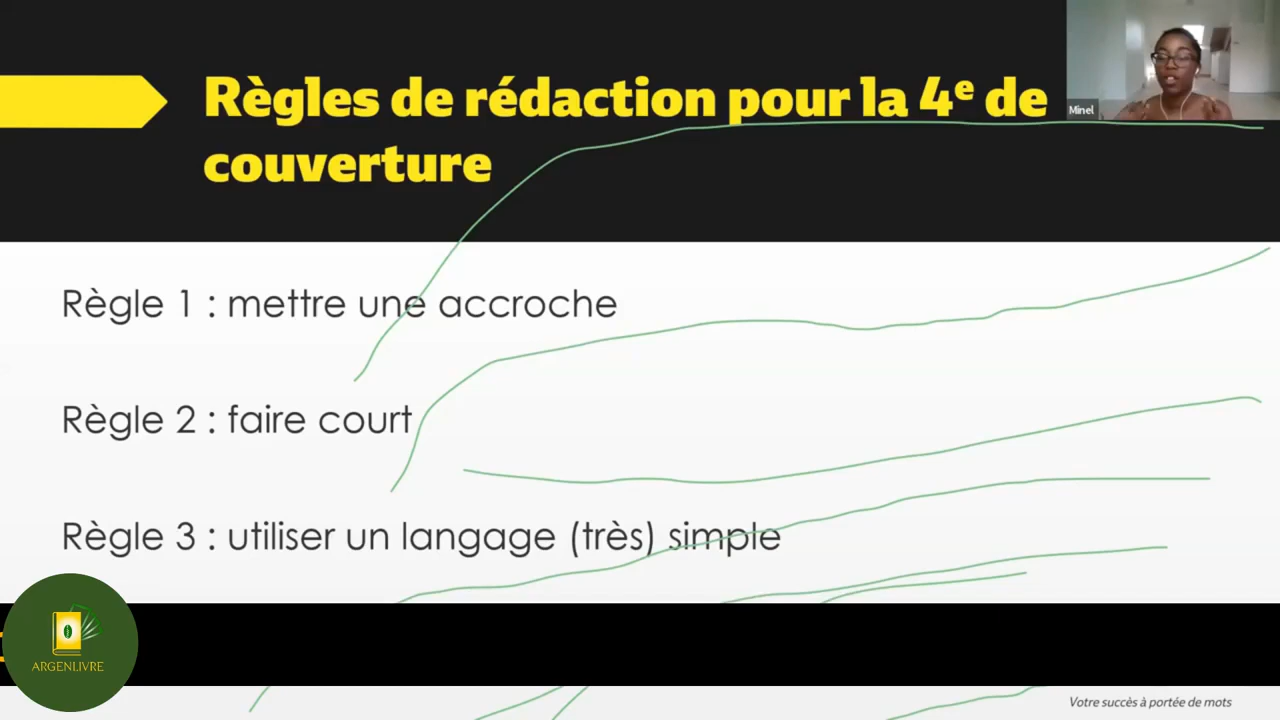 Règles de rédaction pour la 4e de
couverture
Minel
Règle 1 : mettre une accroche
Règle 2 : faire court
Règle 3 : utiliser un langage (très) simple
ARGENLIVRE
Votre succès à portée de mots